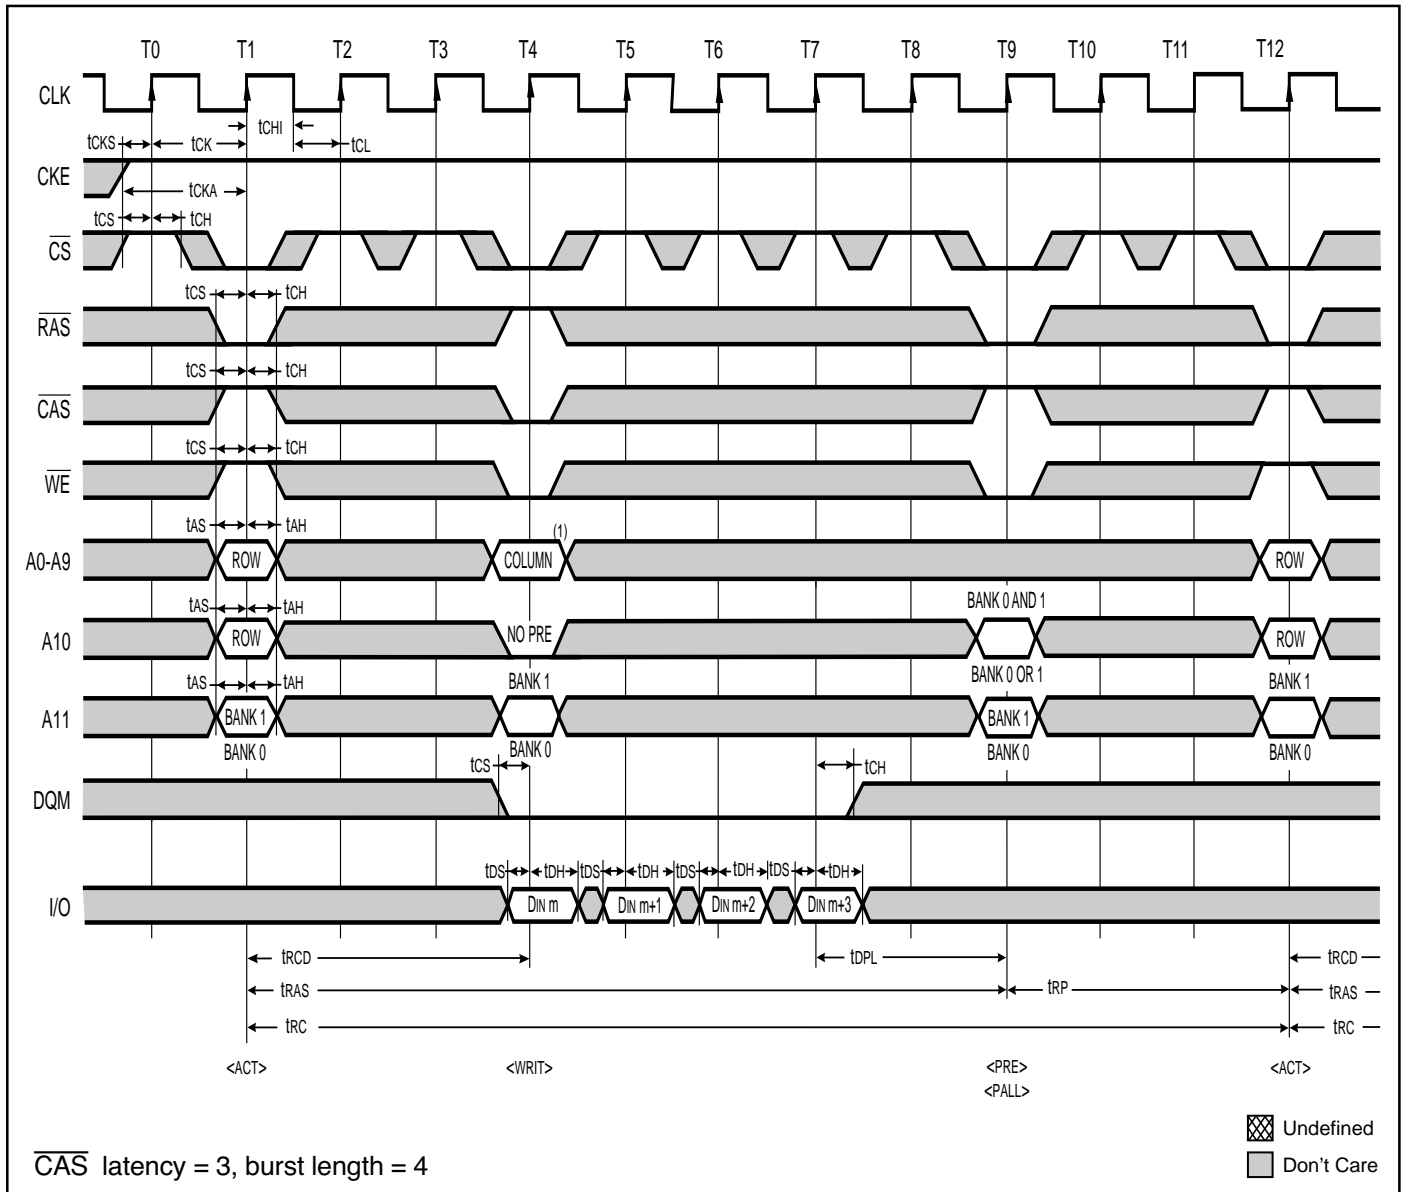 T0 T1 T2 T3 T4 T5 T6 T7 T8 T9 T10 T11 T12
CLK
tCHI
tCKS tCK tCL
CKE
tCKA
tCS tCH
CS
tCS tCH
RAS
tCS tCH
CAS
tCS tCH
WE
tAS tAH (1)
A0-A9 ROW COLUMN ROW
tAS tAH BANK 0 AND 1
A10 ROW NO PRE ROW
tAS tAH BANK 1 BANK 0 OR 1 BANK 1
A11 BANK 1 BANK 1
BANK 0 BANK 0 BANK 0 BANK 0
tCS tCH
DQM
tDS tDH tDS tDH tDS tDH tDS tDH
I/O DIN m DIN m+1 DIN m+2 DIN m+3
tRCD tDPL tRCD
tRAS tRP tRAS
tRC tRC
<ACT> <WRIT> <PRE> <ACT>
<PALL>
Undefined
CAS latency = 3, burst length = 4
Don't Care